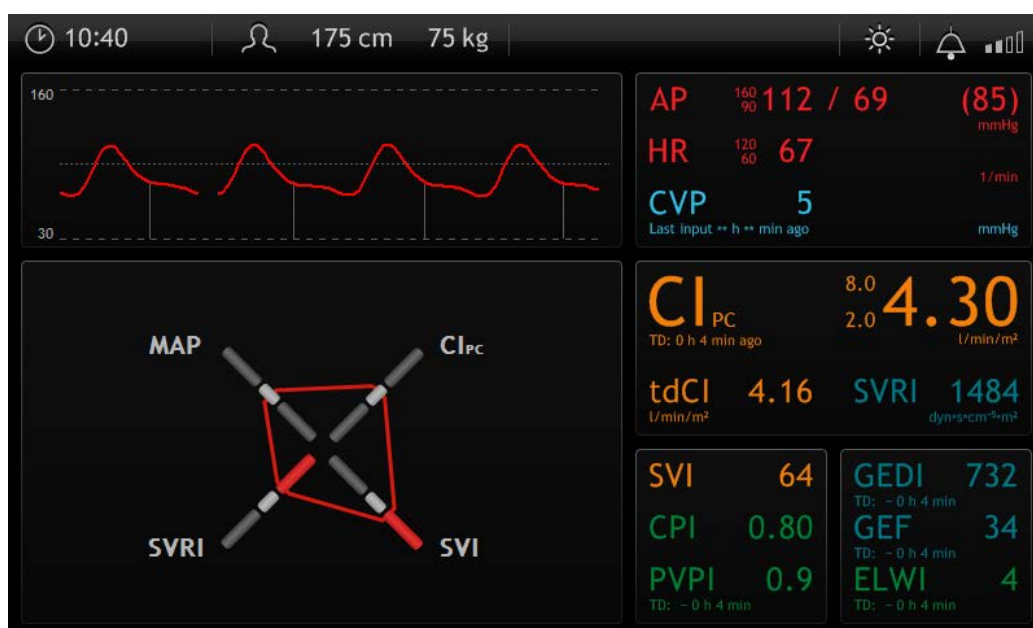 10:40 175 cm 75 kg
160
30
AP 160 90 112 / 69 (85)
mmHg
HR 120 60 67
1/min
CVP 5
Last input ** h ** min ago mmHg
MAP CIPC
SVRI SVI
CIPC 8.0 2.0 4.30
TD: 0 h 4 min ago l/min/m²
tdCI 4.16 SVRI 1484
l/min/m² dyn•s•cm⁻⁵•m²
SVI 64
CPI 0.80
PVPI 0.9
TD: – 0 h 4 min
GEDI 732
TD: – 0 h 4 min
GEF 34
TD: – 0 h 4 min
ELWI 4
TD: – 0 h 4 min